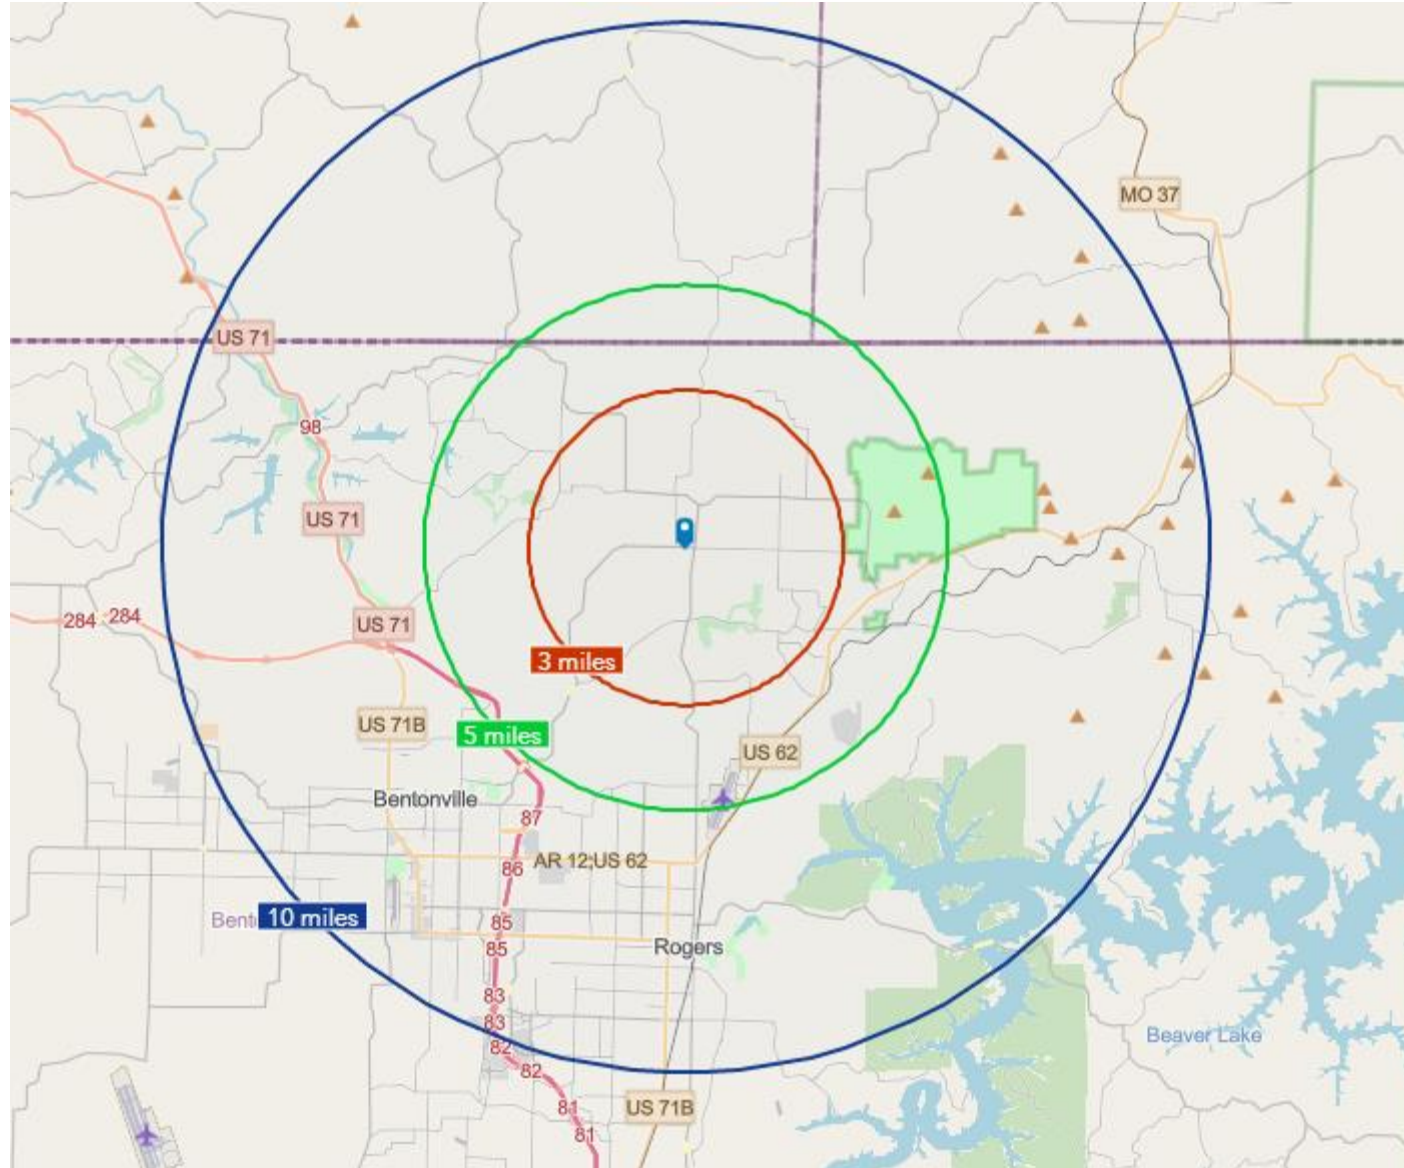 MO 37
US 71
98
US 71
284
284
US 71
3 miles
US 71B
5 miles
US 62
Bentonville
87
AR 12;US 62
86
Bent
10 miles
85
85
Rogers
83
83
Beaver Lake
82
82
81
US 71B
81